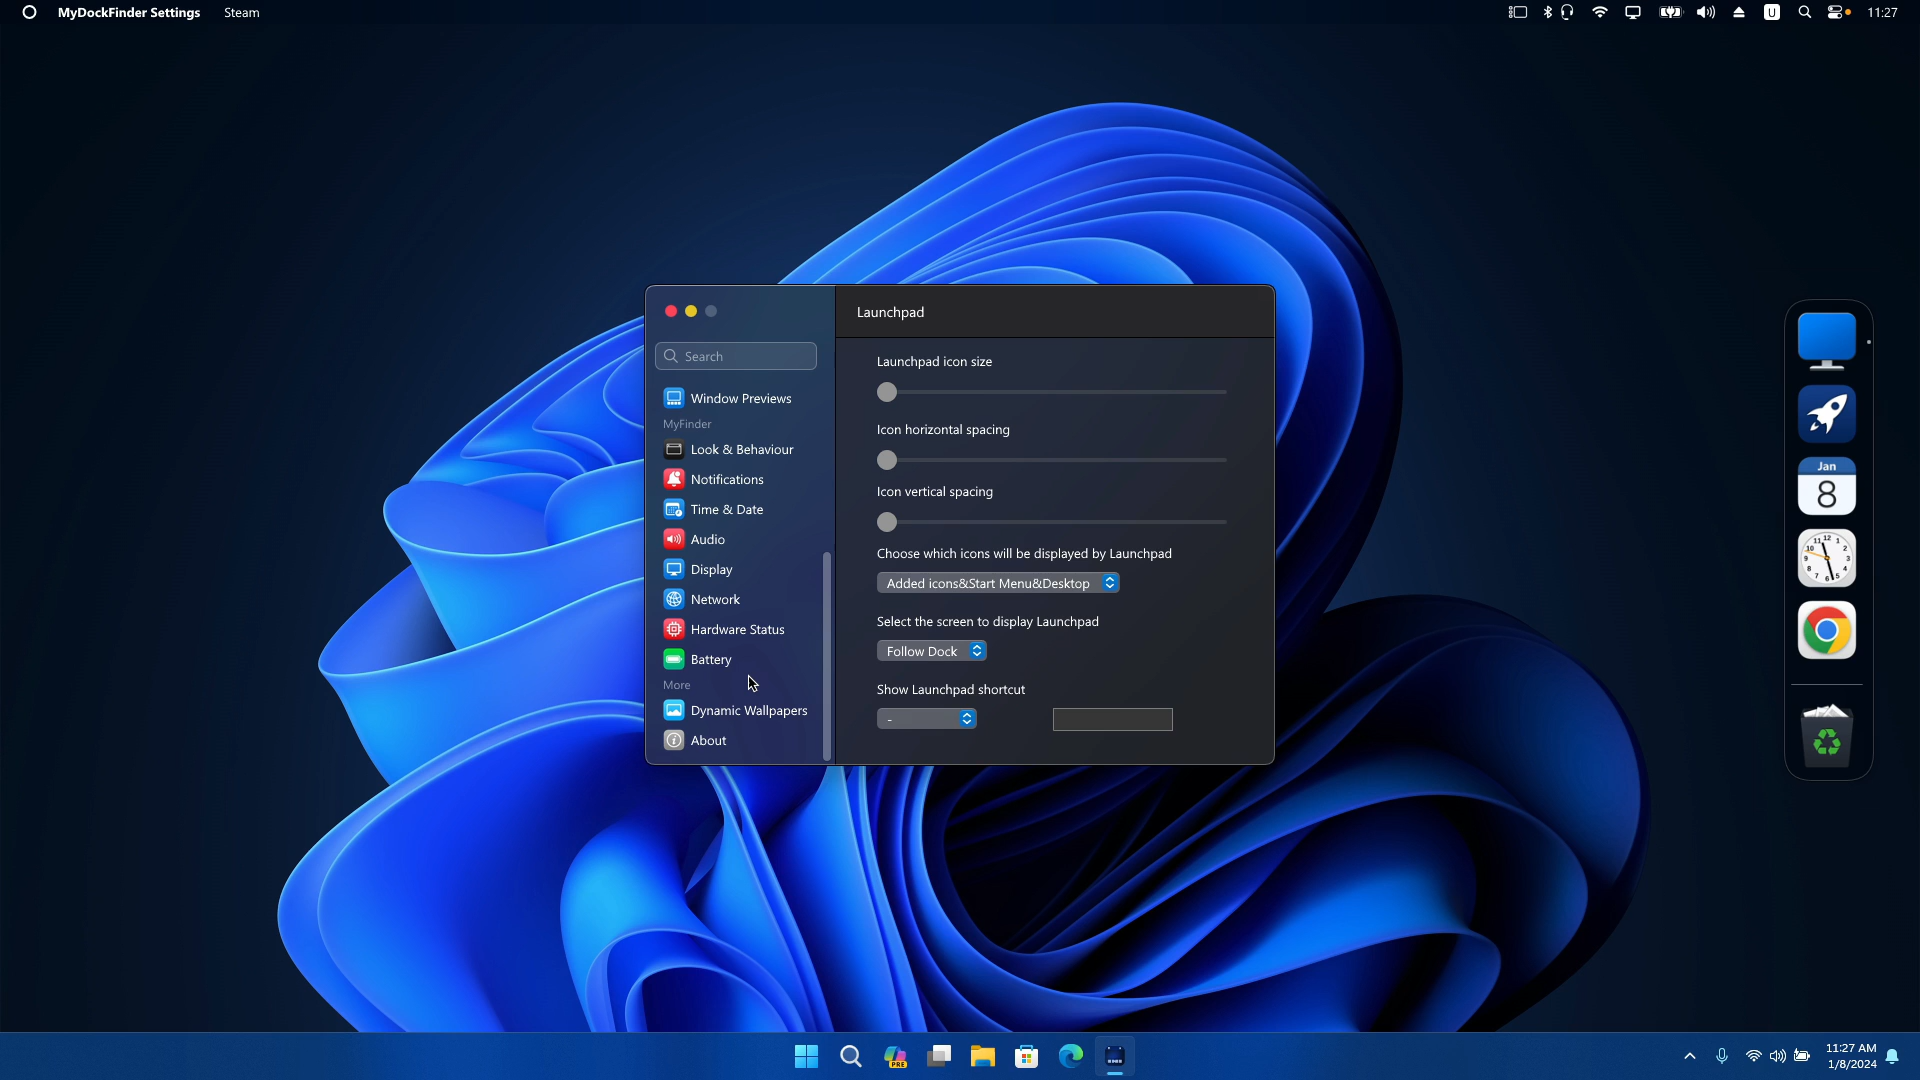 MyDockFinder Settings Steam
U 11:27
Launchpad
Search
Window Previews
MyFinder
Look & Behaviour
Notifications
Time & Date
Audio
Display
Network
Hardware Status
Battery
More
Dynamic Wallpapers
About
Launchpad icon size
Icon horizontal spacing
Icon vertical spacing
Choose which icons will be displayed by Launchpad
Added icons&Start Menu&Desktop
Select the screen to display Launchpad
Follow Dock
Show Launchpad shortcut
-
Jan
8
PRE
11:27 AM
1/8/2024